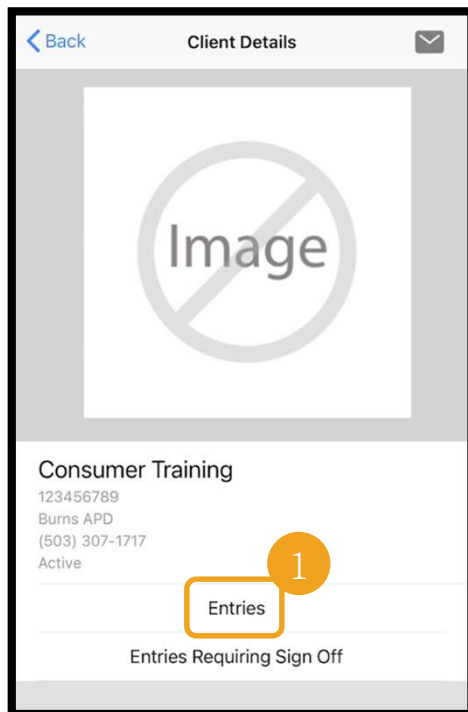 Back Client Details
Image
Consumer Training
123456789
Burns APD
(503) 307-1717
Active
1
Entries
Entries Requiring Sign Off